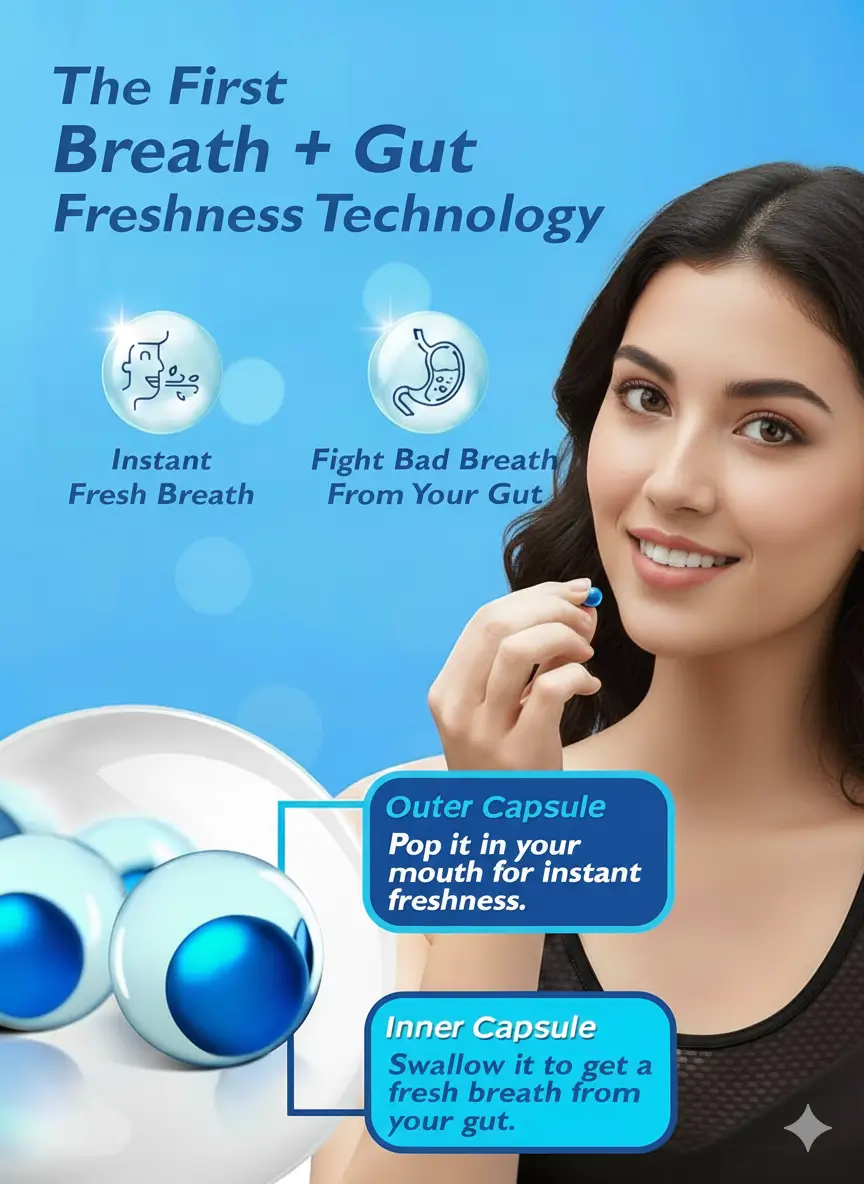 The First
Breath + Gut
Freshness Technology
Instant
Fresh Breath
Fight Bad Breath
From Your Gut
Outer Capsule
Pop it in your
mouth for instant
freshness.
Inner Capsule
Swallow it to get a
fresh breath from
your gut.